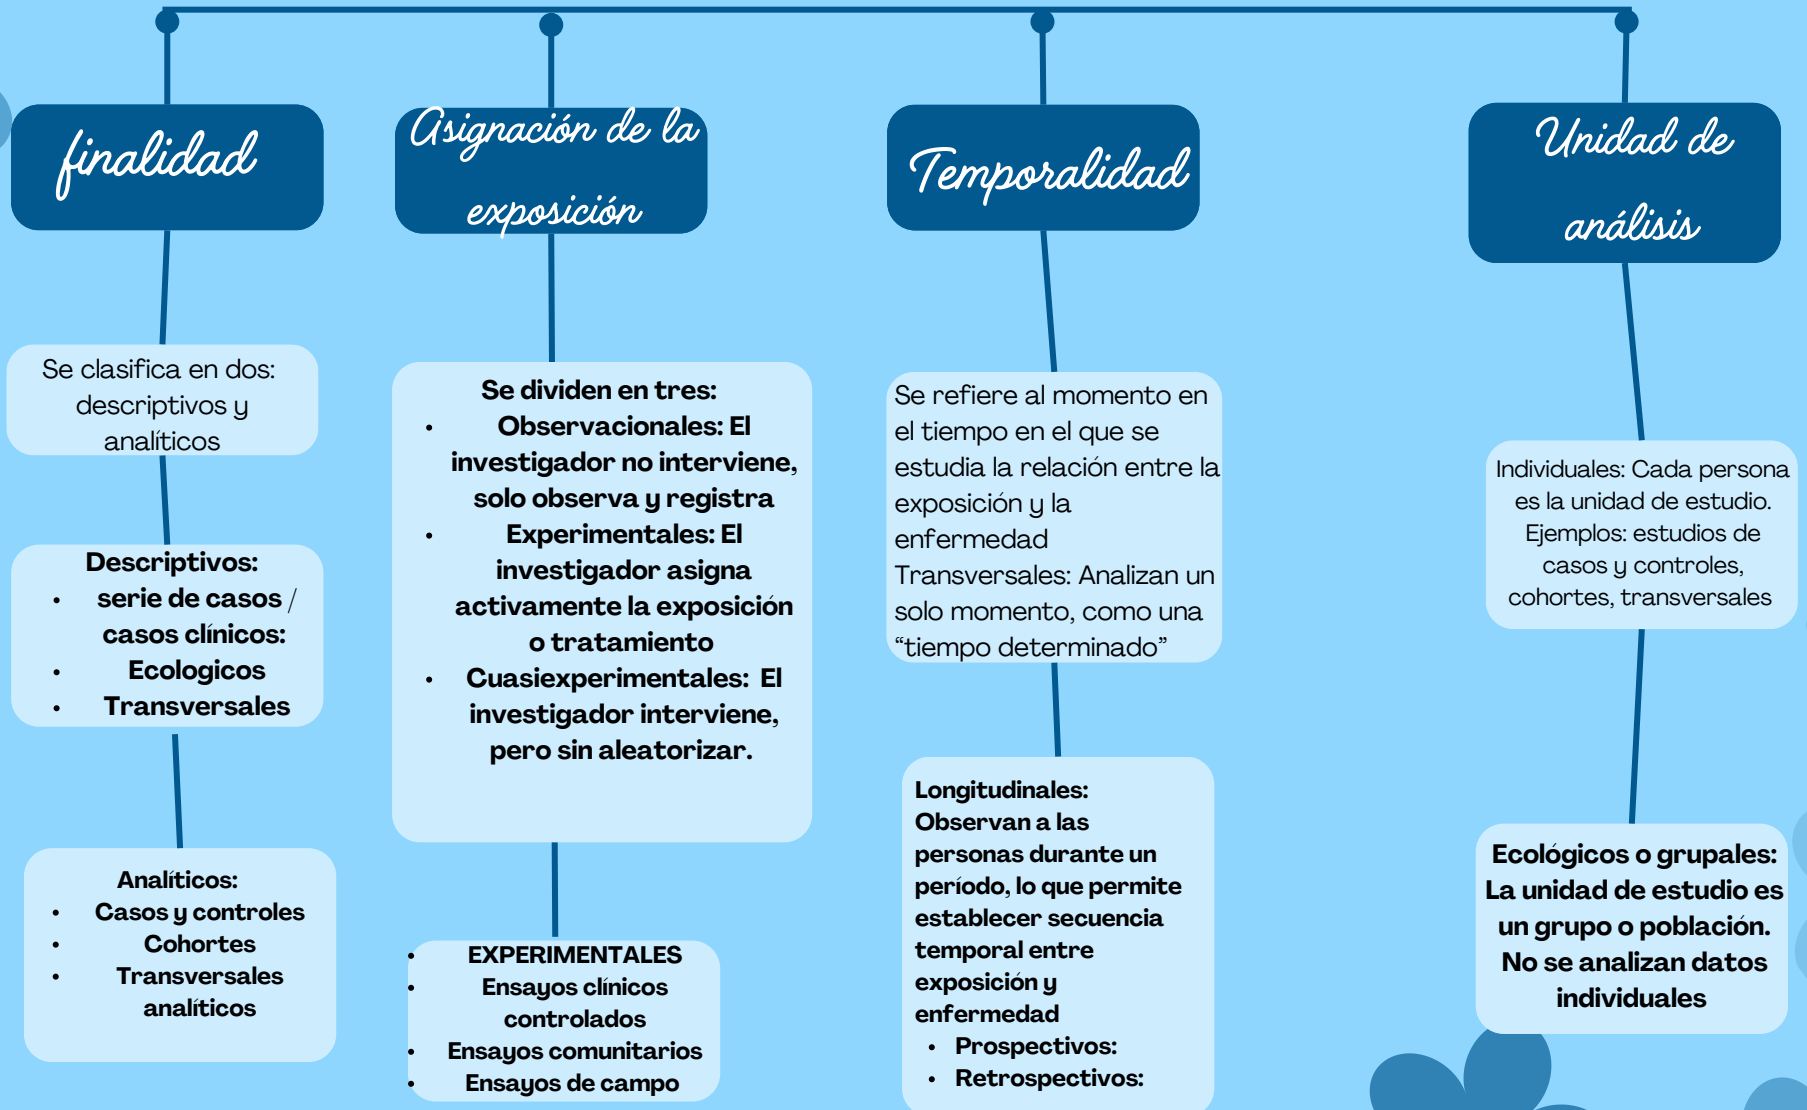 finalidad
Se clasifica en dos:
descriptivos y
analíticos
Descriptivos:
• serie de casos /
casos clínicos:
• Ecologicos
• Transversales
Analíticos:
• Casos y controles
• Cohortes
• Transversales
analíticos
Asignación de la
exposición
Se dividen en tres:
• Observacionales: El
investigador no interviene,
solo observa y registra
• Experimentales: El
investigador asigna
activamente la exposición
o tratamiento
• Cuasiexperimentales: El
investigador interviene,
pero sin aleatorizar.
• EXPERIMENTALES
• Ensayos clínicos
controlados
• Ensayos comunitarios
• Ensayos de campo
Temporalidad
Se refiere al momento en
el tiempo en el que se
estudia la relación entre la
exposición y la
enfermedad
Transversales: Analizan un
solo momento, como una
“tiempo determinado”
Longitudinales:
Observan a las
personas durante un
período, lo que permite
establecer secuencia
temporal entre
exposición y
enfermedad
• Prospectivos:
• Retrospectivos:
Unidad de
análisis
Individuales: Cada persona
es la unidad de estudio.
Ejemplos: estudios de
casos y controles,
cohortes, transversales
Ecológicos o grupales:
La unidad de estudio es
un grupo o población.
No se analizan datos
individuales